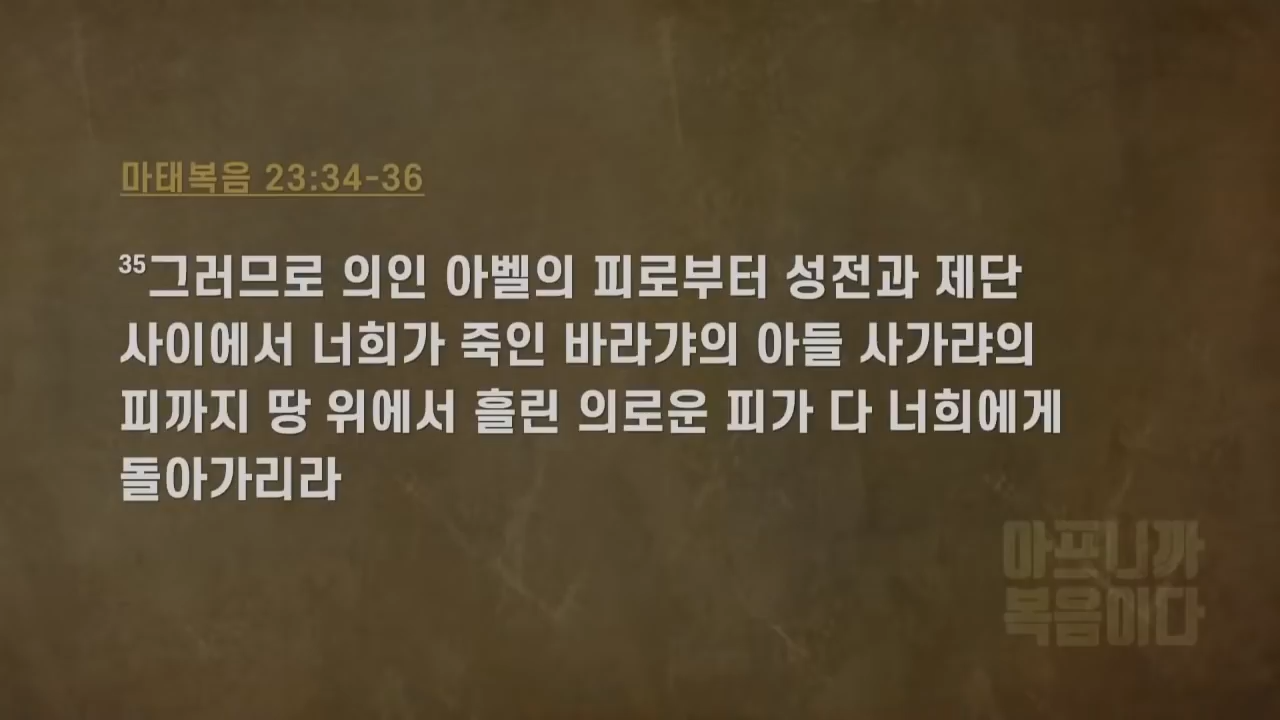 마태복음 23:34-36
35그러므로 의인 아벨의 피로부터 성전과 제단
사이에서 너희가 죽인 바라갸의 아들 사가랴의
피까지 땅 위에서 흘린 의로운 피가 다 너희에게
돌아가리라
아프니까
복음이다